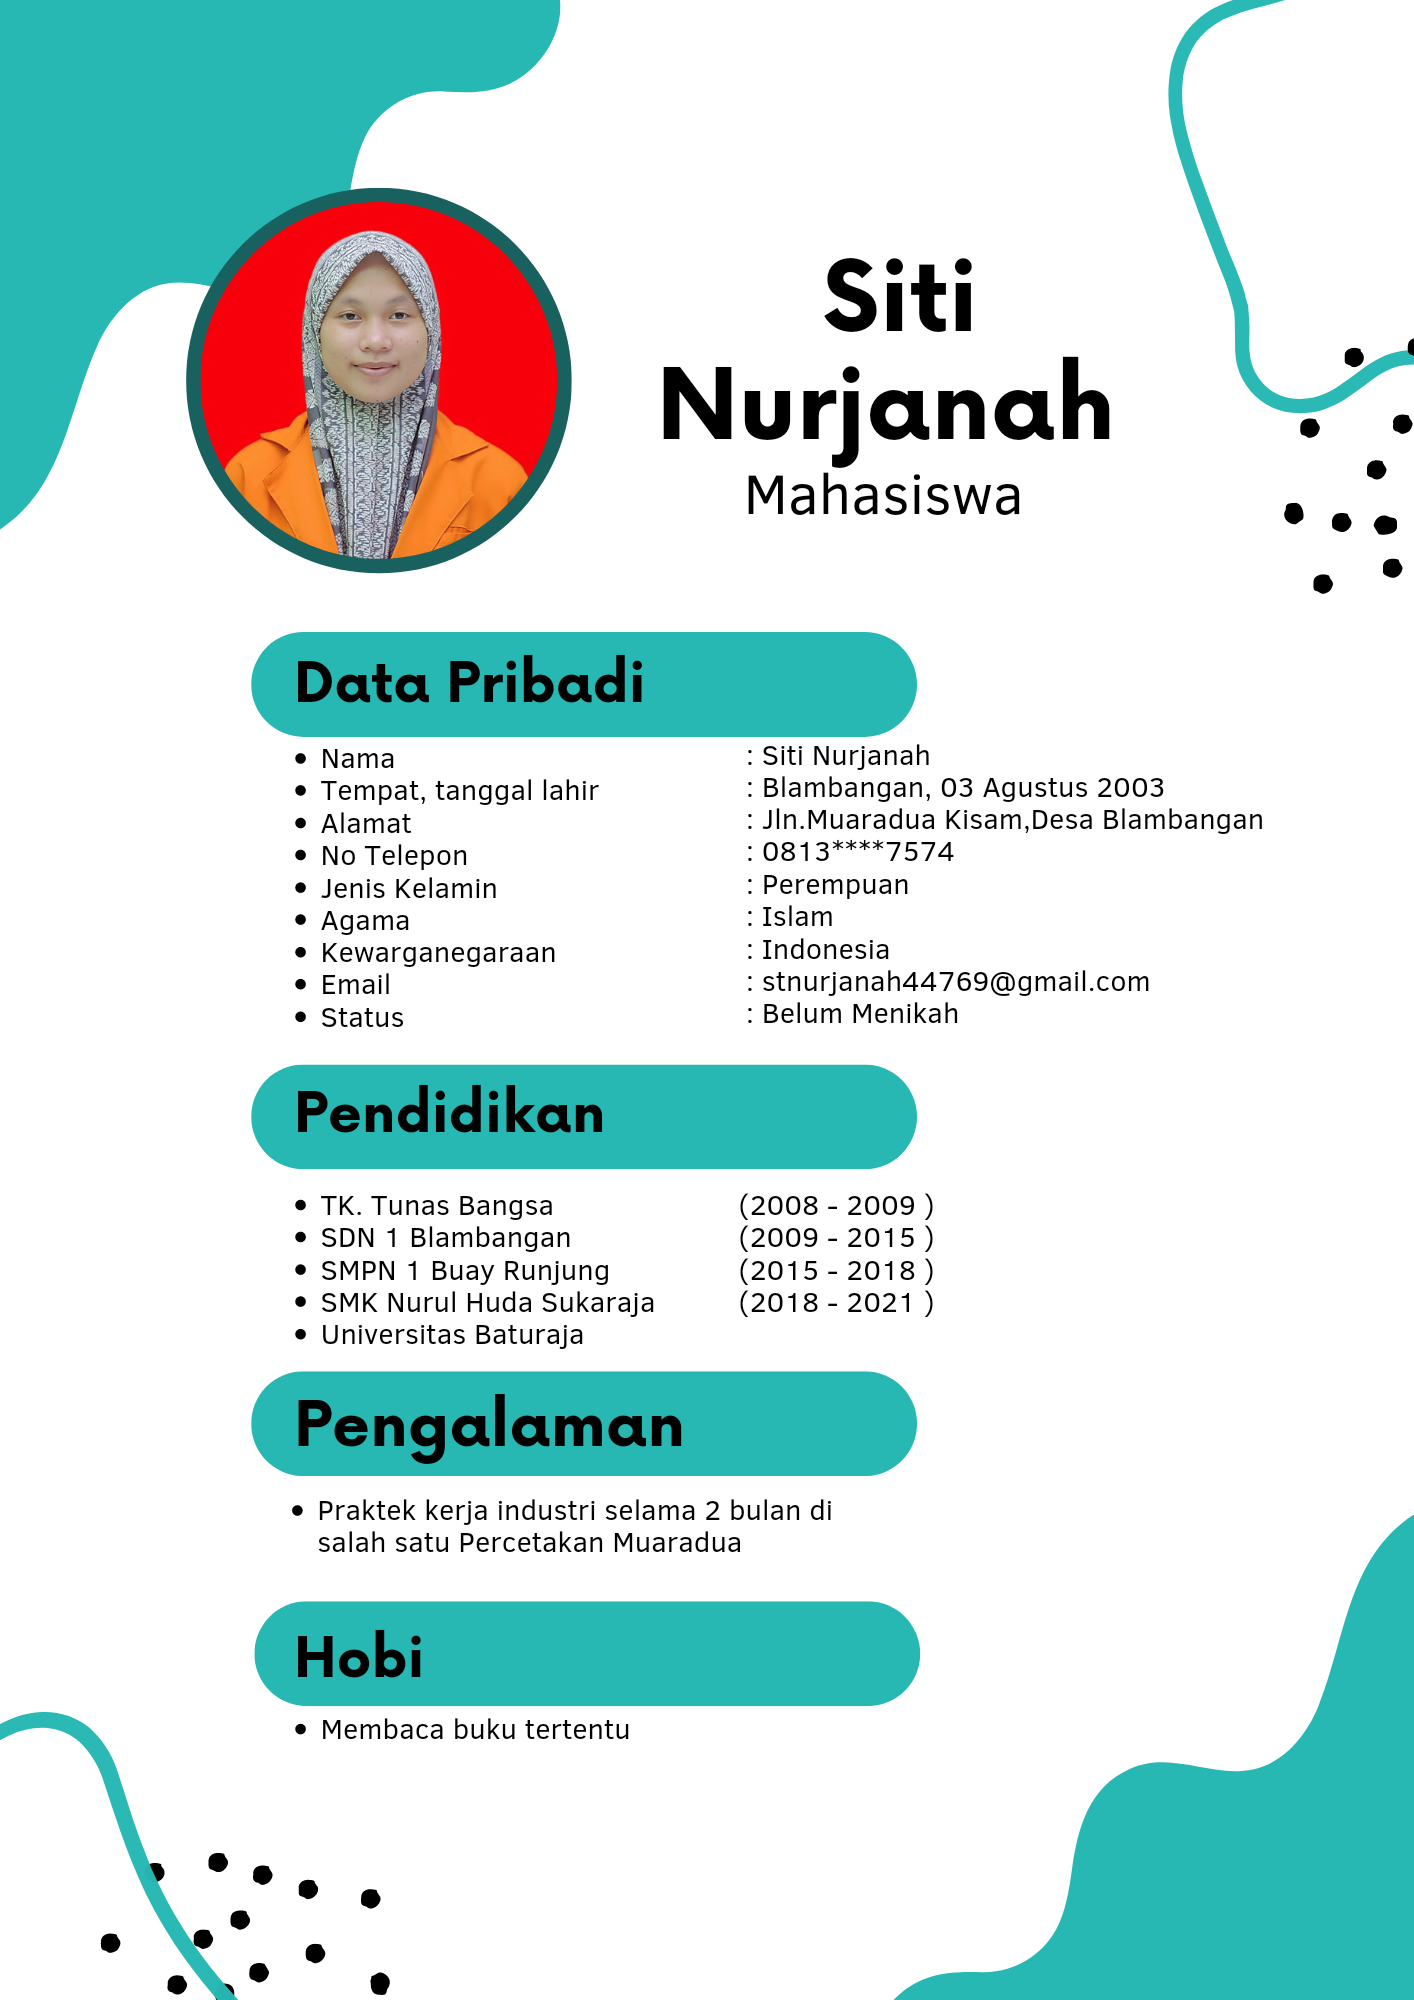 Siti
Nurjanah
Mahasiswa
Data Pribadi
Nama : Siti Nurjanah
Tempat, tanggal lahir : Blambangan, 03 Agustus 2003
Alamat : Jln.Muaradua Kisam,Desa Blambangan
No Telepon : 0813****7574
Jenis Kelamin : Perempuan
Agama : Islam
Kewarganegaraan : Indonesia
Email : stnurjanah44769@gmail.com
Status : Belum Menikah
Pendidikan
TK. Tunas Bangsa (2008 - 2009 )
SDN 1 Blambangan (2009 - 2015 )
SMPN 1 Buay Runjung (2015 - 2018 )
SMK Nurul Huda Sukaraja (2018 - 2021 )
Universitas Baturaja
Pengalaman
Praktek kerja industri selama 2 bulan di
salah satu Percetakan Muaradua
Hobi
Membaca buku tertentu